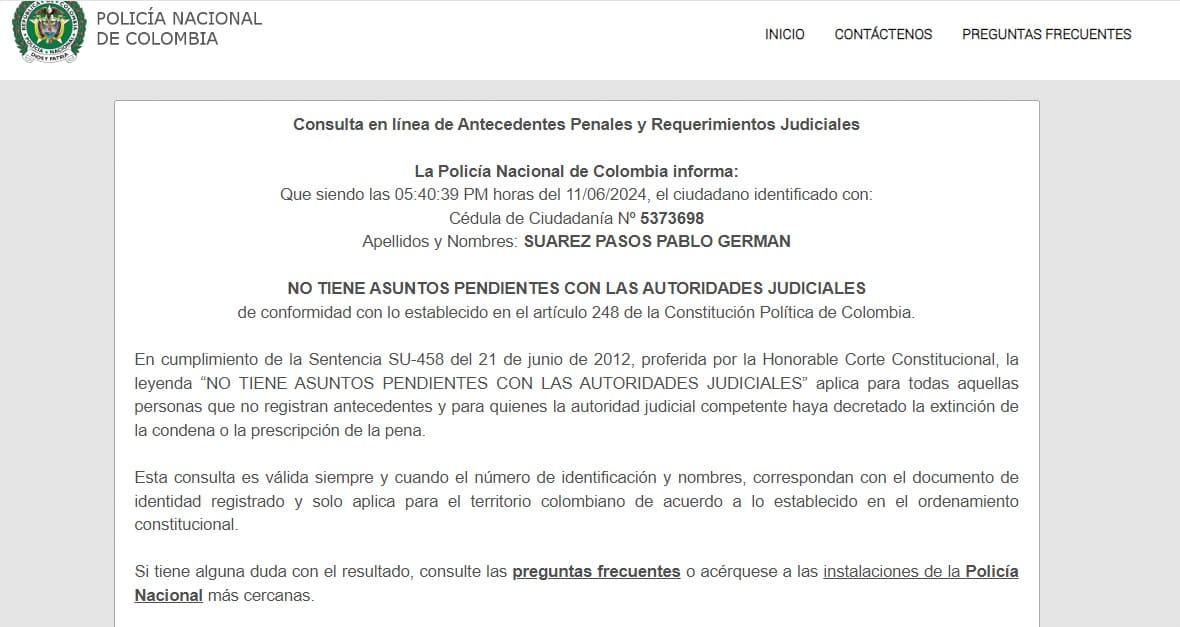 POLICÍA NACIONAL
DE COLOMBIA
INICIO CONTÁCTENOS PREGUNTAS FRECUENTES
Consulta en línea de Antecedentes Penales y Requerimientos Judiciales
La Policía Nacional de Colombia informa:
Que siendo las 05:40:39 PM horas del 11/06/2024, el ciudadano identificado con:
Cédula de Ciudadanía Nº 5373698
Apellidos y Nombres: SUAREZ PASOS PABLO GERMAN
NO TIENE ASUNTOS PENDIENTES CON LAS AUTORIDADES JUDICIALES
de conformidad con lo establecido en el artículo 248 de la Constitución Política de Colombia.
En cumplimiento de la Sentencia SU-458 del 21 de junio de 2012, proferida por la Honorable Corte Constitucional, la
leyenda “NO TIENE ASUNTOS PENDIENTES CON LAS AUTORIDADES JUDICIALES” aplica para todas aquellas
personas que no registran antecedentes y para quienes la autoridad judicial competente haya decretado la extinción de
la condena o la prescripción de la pena.
Esta consulta es válida siempre y cuando el número de identificación y nombres, correspondan con el documento de
identidad registrado y solo aplica para el territorio colombiano de acuerdo a lo establecido en el ordenamiento
constitucional.
Si tiene alguna duda con el resultado, consulte las preguntas frecuentes o acérquese a las instalaciones de la Policía
Nacional más cercanas.